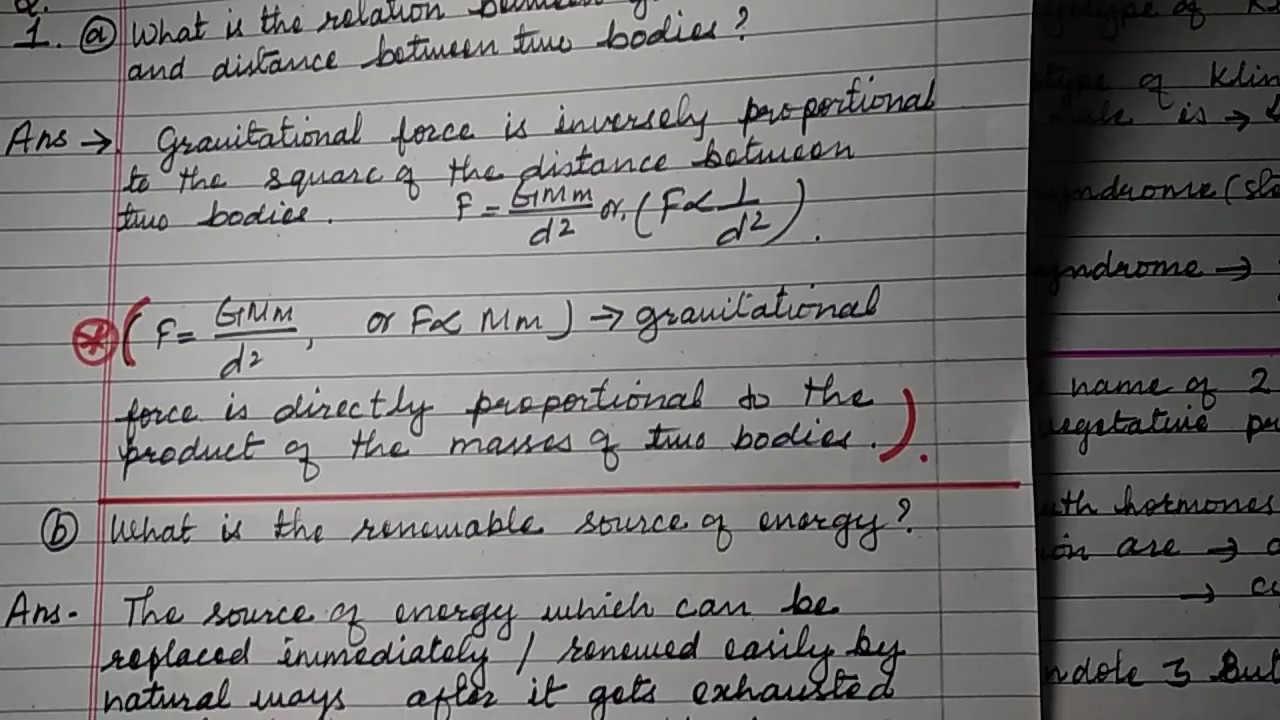 Q.
1. (a) What is the relation between
and distance between two bodies?
Ans → Gravitational force is inversely proportional
to the square of the distance between
two bodies. F = GMm/d² or, (F ∝ 1/d²).
* (F = GMm/d², or F ∝ Mm) → gravitational
force is directly proportional to the
product of the masses of two bodies.).
(b) What is the renewable source of energy?
Ans- The source of energy which can be
replaced immediately / renewed easily by
natural ways after it gets exhausted
type of Klin
is →
syndrome (
syndrome →
name of 2
vegetative
hormones
are →
→
3 But